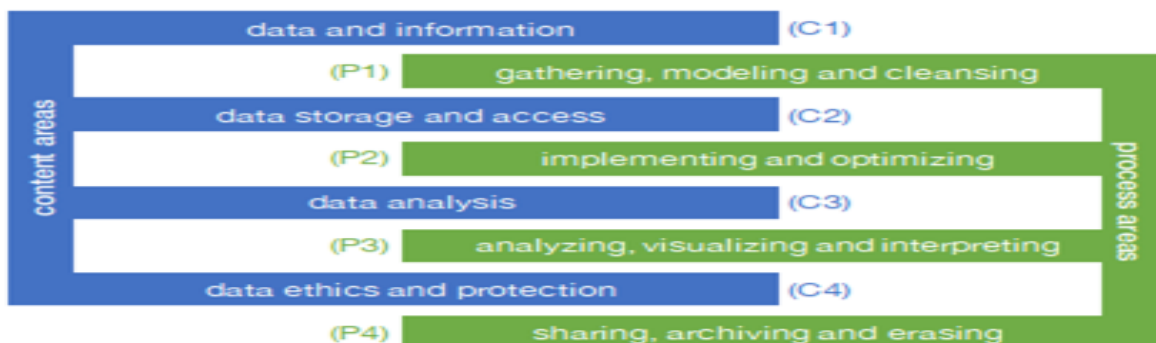 content areas
data and information (C1)
(P1) gathering, modeling and cleansing
data storage and access (C2)
(P2) implementing and optimizing
data analysis (C3)
(P3) analyzing, visualizing and interpreting
data ethics and protection (C4)
(P4) sharing, archiving and erasing
process areas